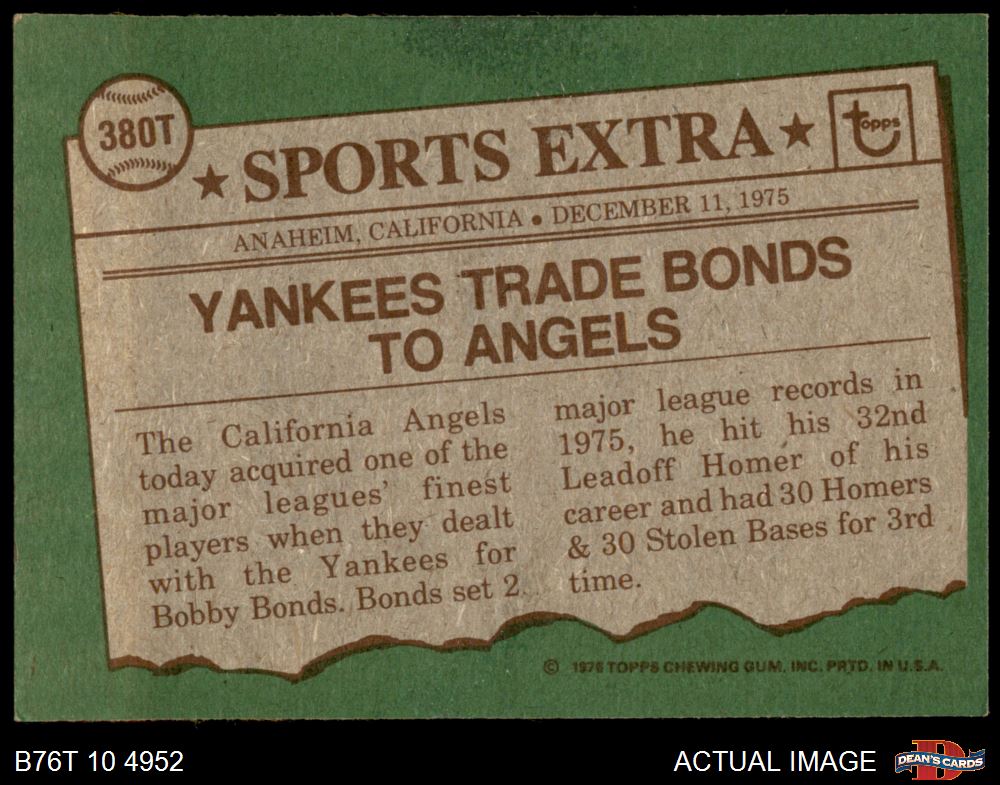 380T
★ SPORTS EXTRA ★
topps
ANAHEIM, CALIFORNIA • DECEMBER 11, 1975
YANKEES TRADE BONDS
TO ANGELS
The California Angels
today acquired one of the
major leagues' finest
players when they dealt
with the Yankees for
Bobby Bonds. Bonds set 2
major league records in
1975, he hit his 32nd
Leadoff Homer of his
career and had 30 Homers
& 30 Stolen Bases for 3rd
time.
© 1976 TOPPS CHEWING GUM, INC. PRTD. IN U.S.A.
B76T 10 4952
ACTUAL IMAGE
D
DEAN'S CARDS